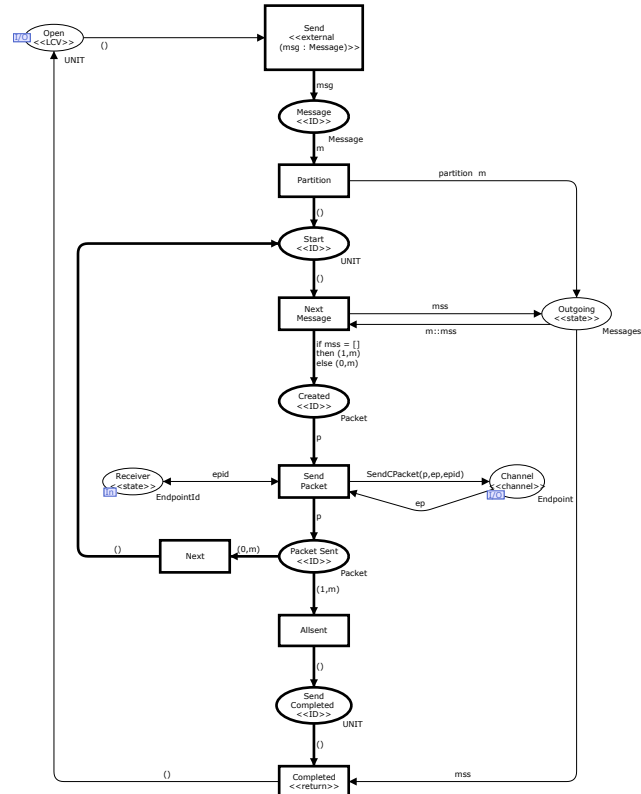 Send
<<external
(msg : Message)>>
Open
<<LCV>>
I/O
()
UNIT
msg
Message
<<ID>>
Message
m
Partition
partition m
()
Start
<<ID>>
UNIT
()
Next
Message
mss
m::mss
Outgoing
<<state>>
Messages
if mss = []
then (1,m)
else (0,m)
Created
<<ID>>
Packet
p
Receiver
<<state>>
In
EndpointId
epid
Send
Packet
SendCPacket(p,ep,epid)
ep
Channel
<<channel>>
I/O
Endpoint
p
()
Next
(0,m)
Packet Sent
<<ID>>
Packet
(1,m)
Allsent
()
Send
Completed
<<ID>>
UNIT
()
()
Completed
<<return>>
mss